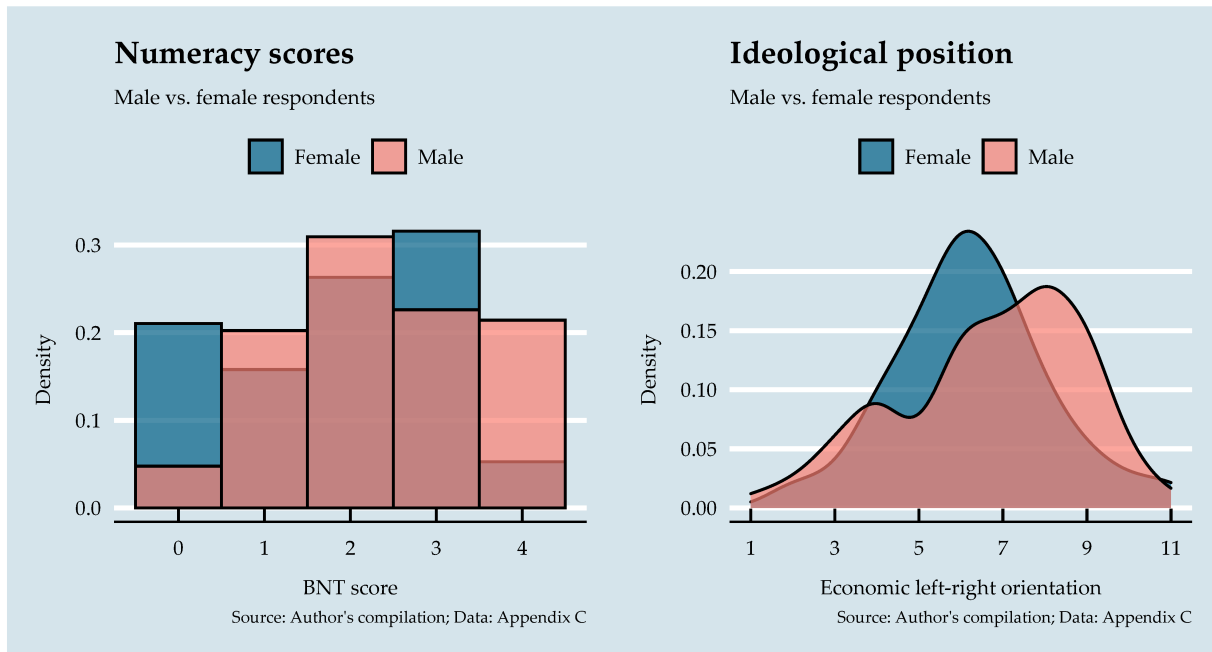 Numeracy scores
Male vs. female respondents
Female Male
Density
0.3
0.2
0.1
0.0
0 1 2 3 4
BNT score
Source: Author's compilation; Data: Appendix C
Ideological position
Male vs. female respondents
Female Male
Density
0.20
0.15
0.10
0.05
0.00
1 3 5 7 9 11
Economic left-right orientation
Source: Author's compilation; Data: Appendix C